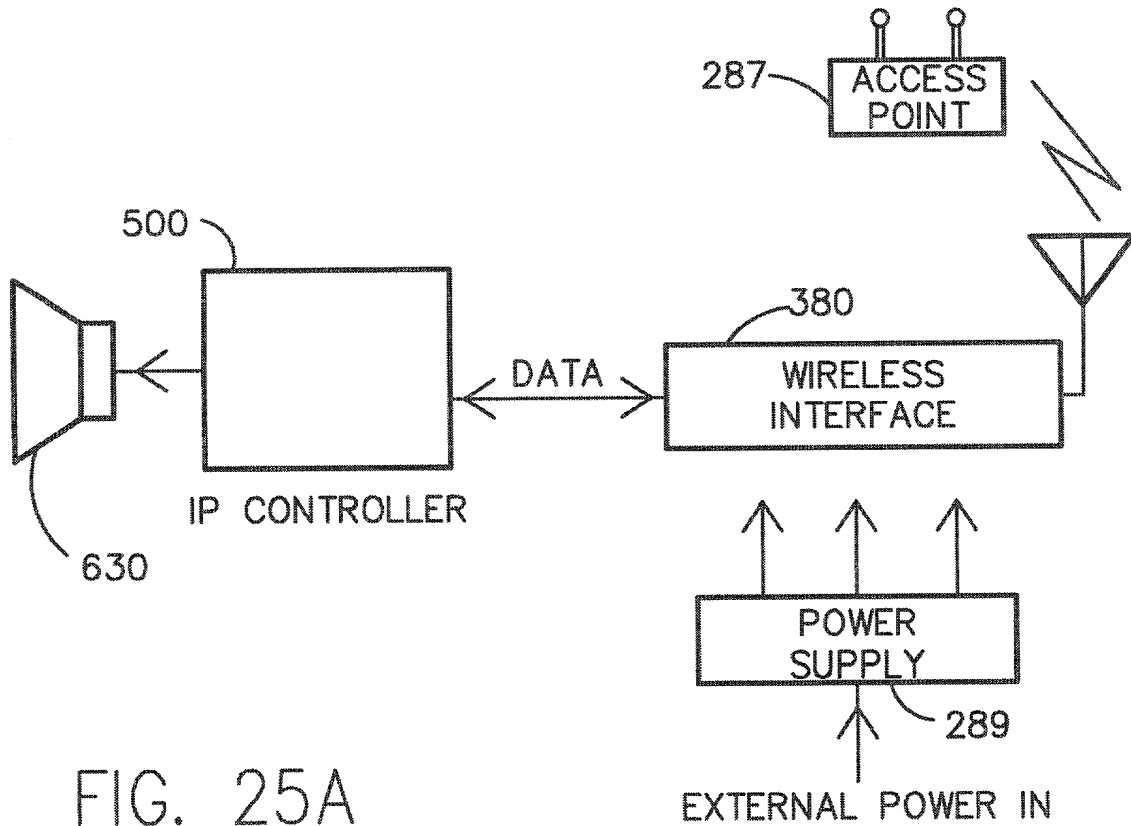 287
ACCESS
POINT
500
380
DATA
WIRELESS
INTERFACE
IP CONTROLLER
630
POWER
SUPPLY
289
FIG. 25A
EXTERNAL POWER IN